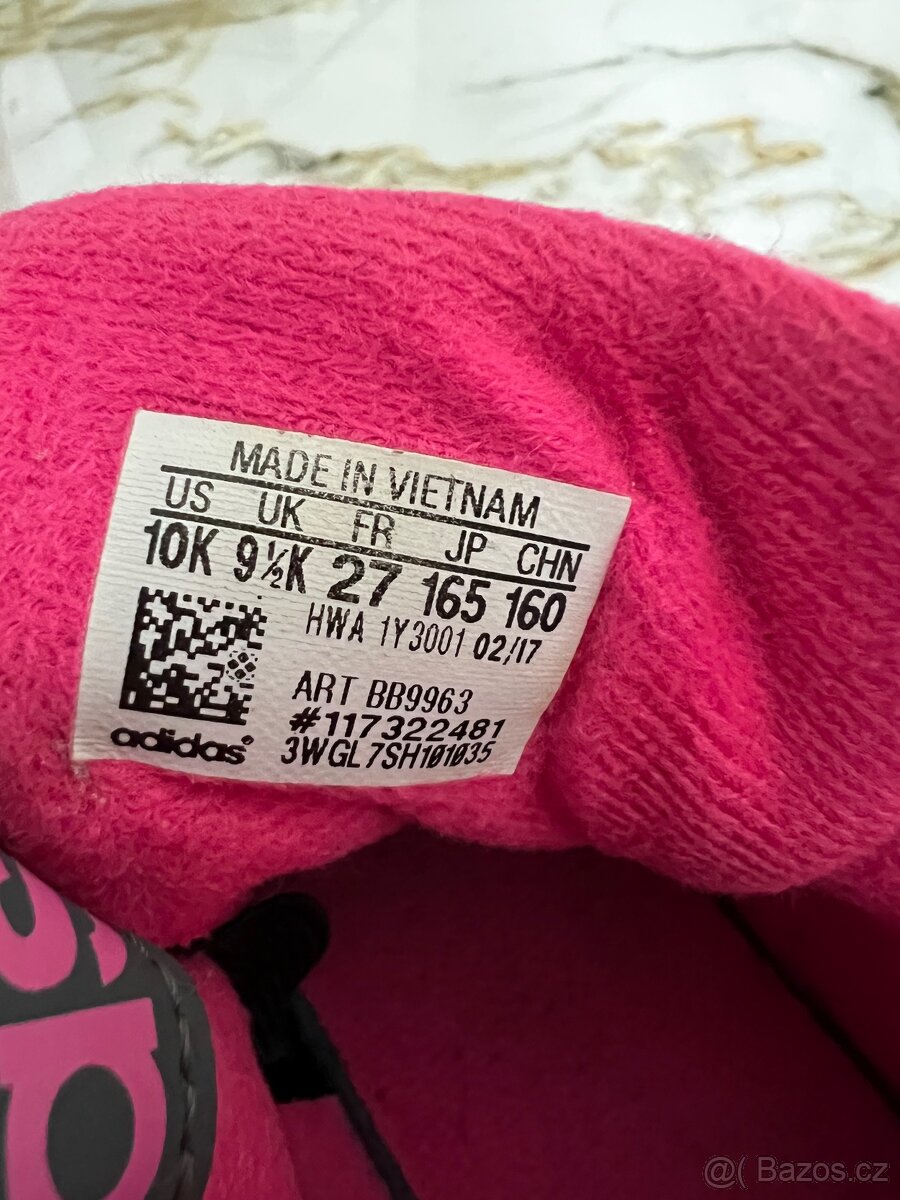 MADE IN VIETNAM
US UK FR JP CHN
10K 9½K 27 165 160
HWA 1Y3001 02/17
ART BB9963
#117322481
adidas® 3WGL7SH101035
@( Bazos.cz